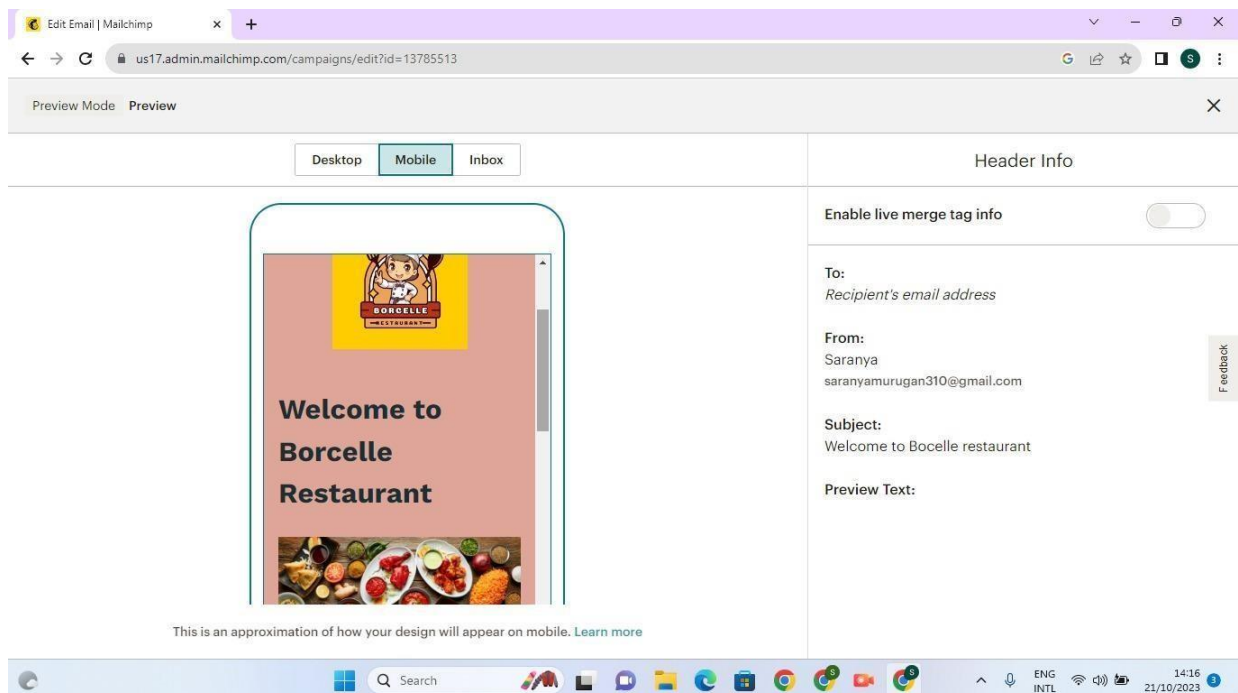 Edit Email | Mailchimp
us17.admin.mailchimp.com/campaigns/edit?id=13785513
G
S
Preview Mode Preview
Desktop Mobile Inbox
Header Info
BORCELLE
RESTAURANT
Welcome to
Borcelle
Restaurant
This is an approximation of how your design will appear on mobile. Learn more
Enable live merge tag info
To:
Recipient's email address
From:
Saranya
saranyamurugan310@gmail.com
Subject:
Welcome to Bocelle restaurant
Preview Text:
Feedback
Search
S
S
ENG
INTL
14:16
21/10/2023
3